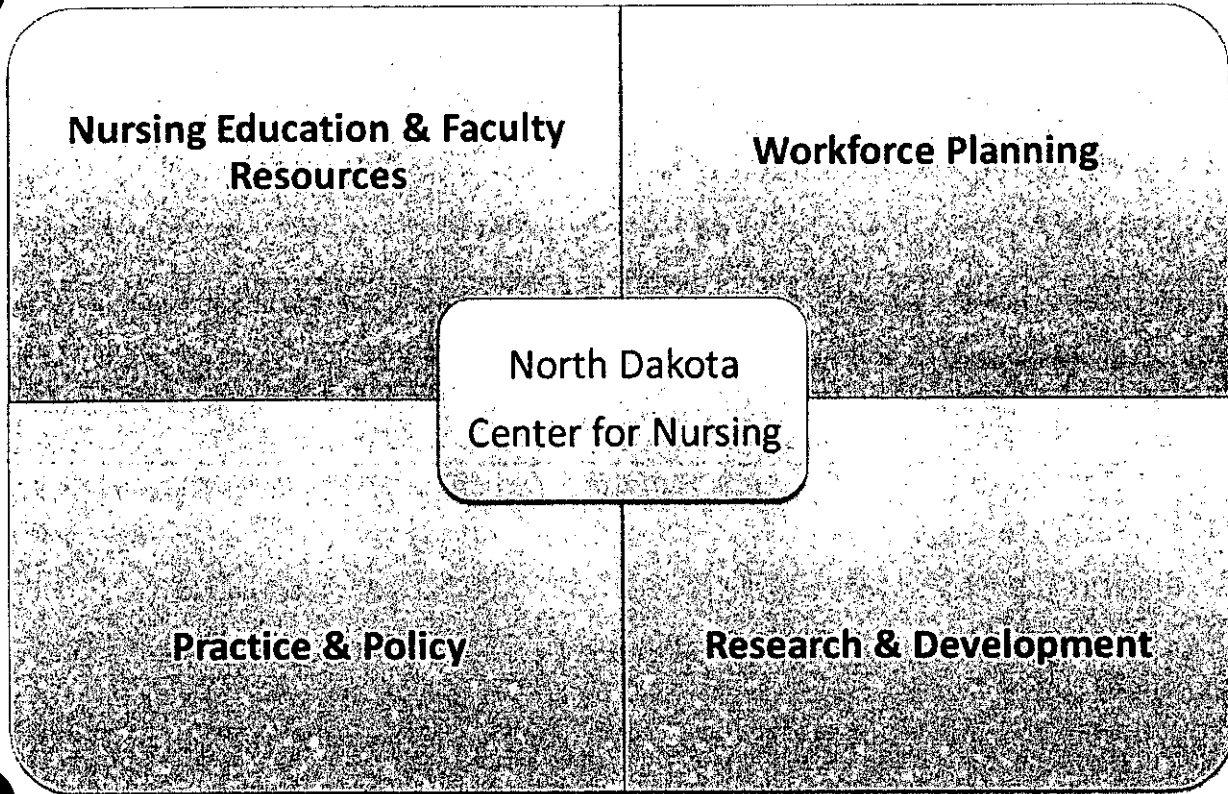 Nursing Education & Faculty
Resources
Workforce Planning
North Dakota
Center for Nursing
Practice & Policy
Research & Development